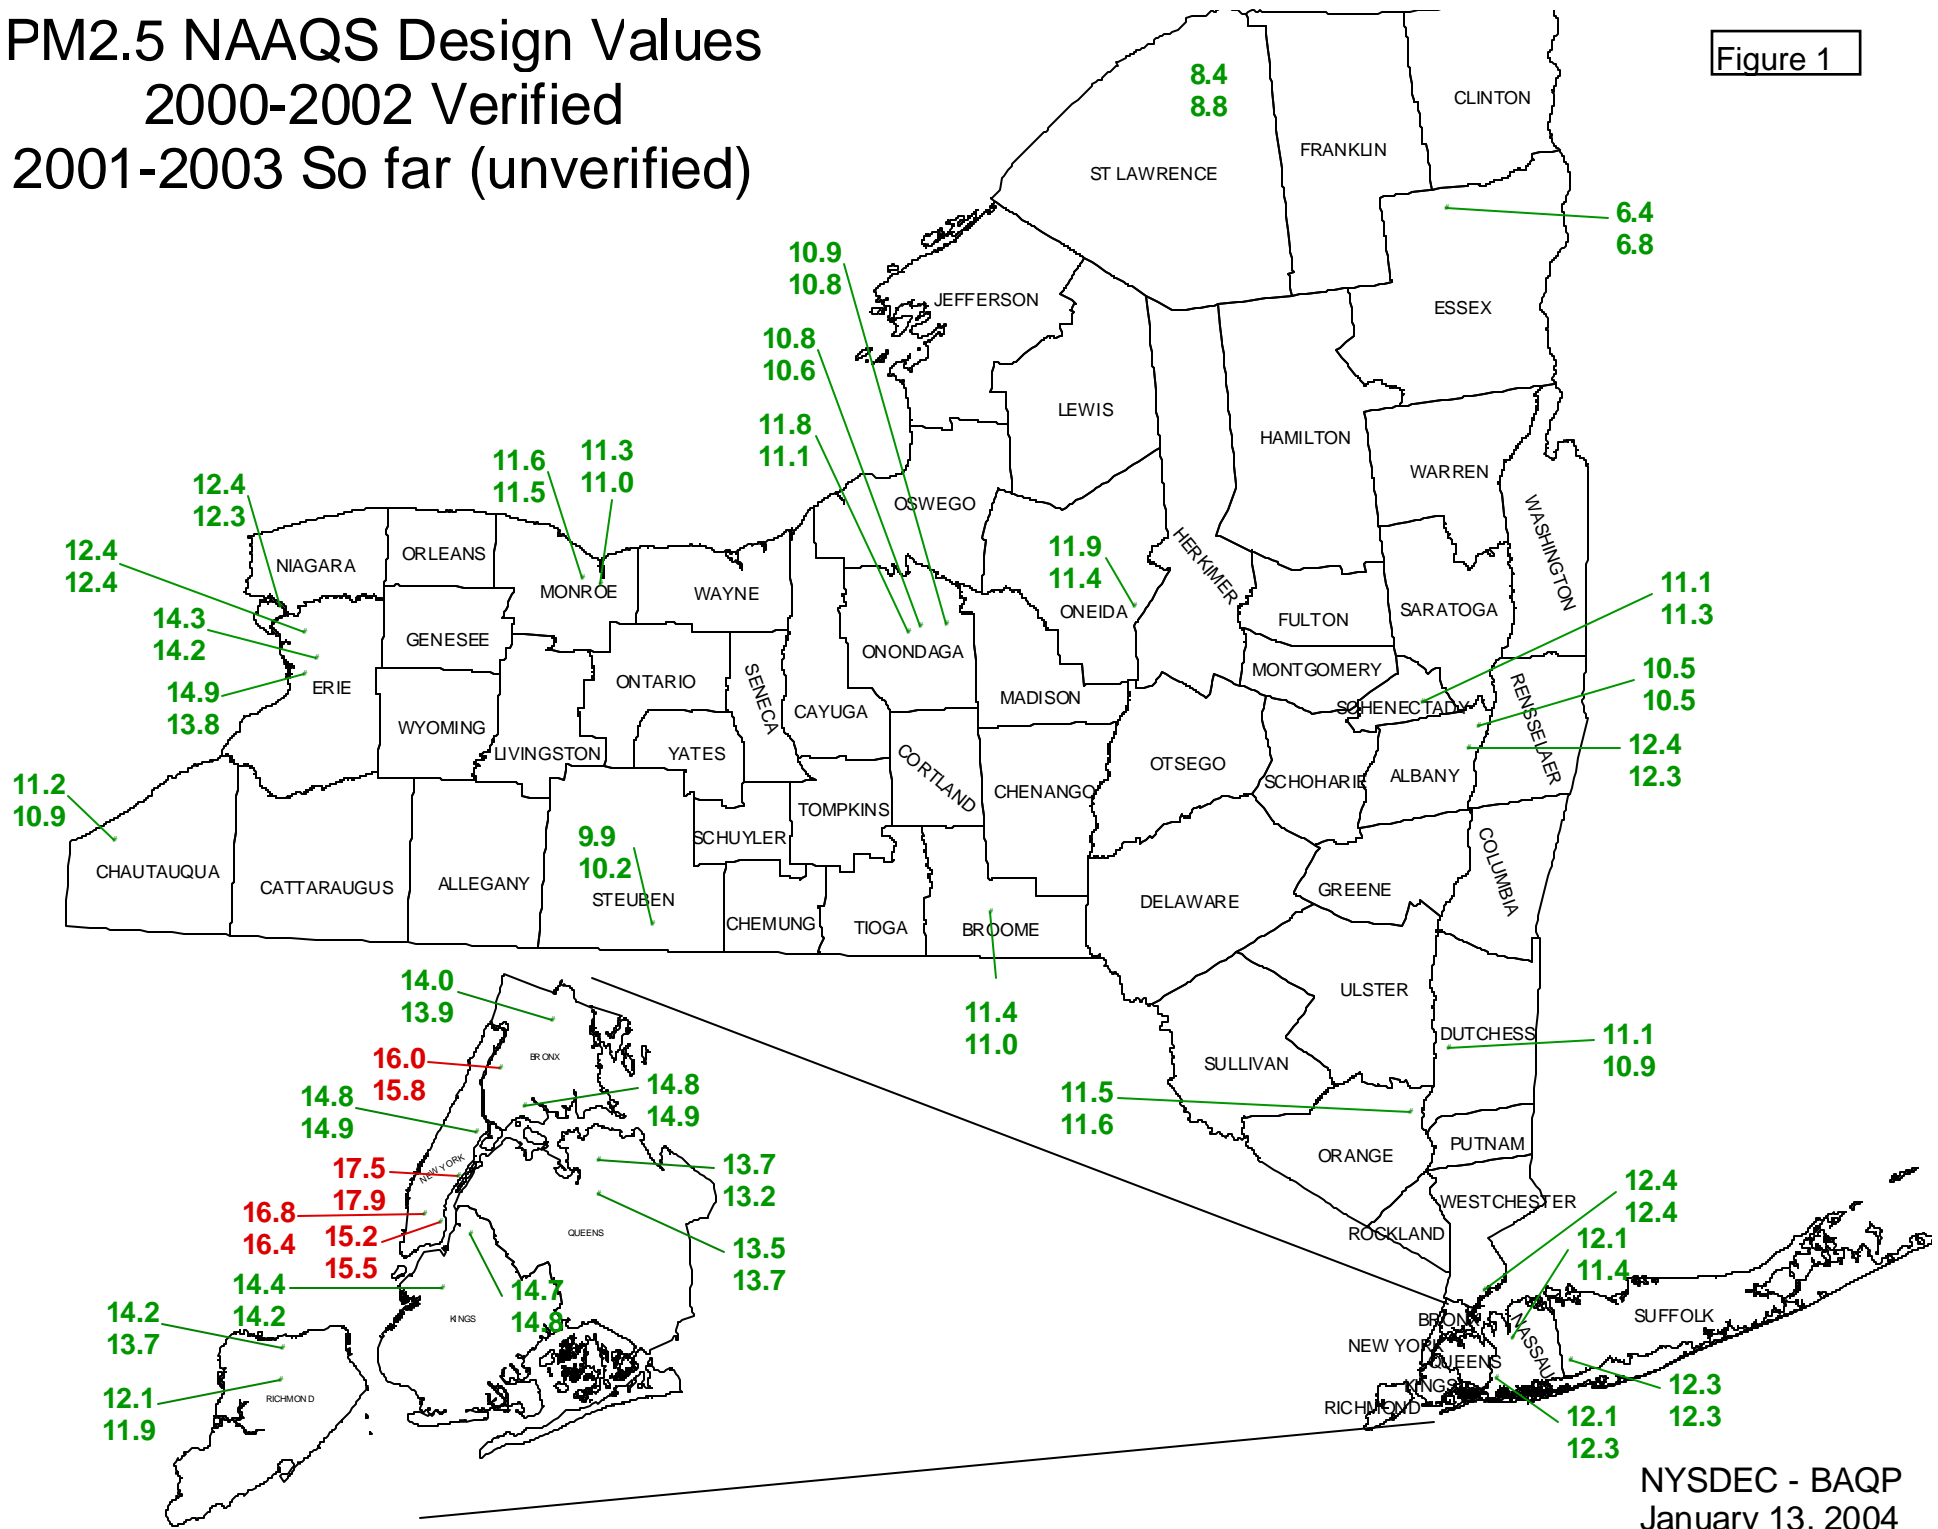 PM2.5 NAAQS Design Values
2000-2002 Verified
2001-2003 So far (unverified)
Figure 1
8.4
8.8
CLINTON
FRANKLIN
ST LAWRENCE
6.4
6.8
10.9
10.8
JEFFERSON
ESSEX
10.8
10.6
LEWIS
HAMILTON
11.8
11.1
WARREN
11.6
11.5
11.3
11.0
12.4
12.3
OSWEGO
WASHINGTON
HERKIMER
12.4
12.4
NIAGARA
ORLEANS
MONROE
WAYNE
11.9
11.4
ONEIDA
FULTON
SARATOGA
11.1
11.3
14.3
14.2
GENESEE
ONONDAGA
MONTGOMERY
14.9
13.8
ERIE
ONTARIO
SENECA
MADISON
SCHENECTADY
RENSSELAER
10.5
10.5
WYOMING
LIVINGSTON
YATES
CAYUGA
CORTLAND
OTSEGO
SCHOHARIE
ALBANY
12.4
12.3
11.2
10.9
CHENANGO
TOMPKINS
SCHUYLER
9.9
10.2
CHAUTAUQUA
CATTARAUGUS
ALLEGANY
STEUBEN
CHEMUNG
TIOGA
BROOME
DELAWARE
GREENE
COLUMBIA
11.4
11.0
ULSTER
DUTCHESS
11.1
10.9
SULLIVAN
11.5
11.6
ORANGE
PUTNAM
WESTCHESTER
ROCKLAND
12.4
12.4
12.1
11.4
SUFFOLK
BRONX
NEW YORK
NASSAU
QUEENS
KINGS
RICHMOND
12.3
12.3
12.1
12.3
14.0
13.9
BRONX
16.0
15.8
14.8
14.9
14.8
14.9
NEW YORK
17.5
17.9
13.7
13.2
16.8
16.4
15.2
15.5
QUEENS
13.5
13.7
14.4
14.2
14.7
14.8
KINGS
14.2
13.7
12.1
11.9
RICHMOND
NYSDEC - BAQP
January 13, 2004